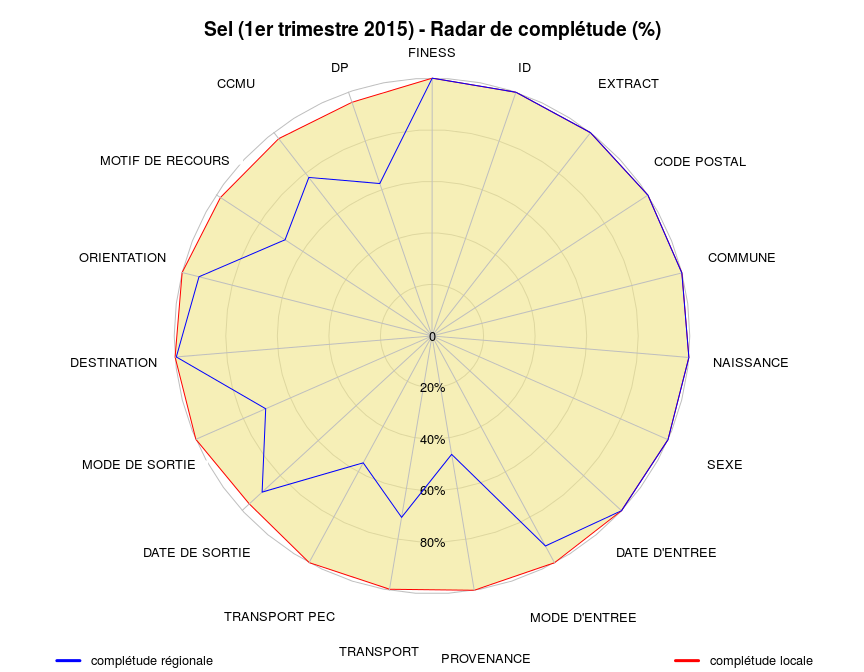 Sel (1er trimestre 2015) - Radar de complétude (%)
FINESS
DP
ID
CCMU
EXTRACT
MOTIF DE RECOURS
CODE POSTAL
ORIENTATION
COMMUNE
0
DESTINATION
NAISSANCE
20%
40%
MODE DE SORTIE
SEXE
60%
80%
DATE DE SORTIE
DATE D'ENTREE
TRANSPORT PEC
MODE D'ENTREE
TRANSPORT
PROVENANCE
complétude régionale
complétude locale